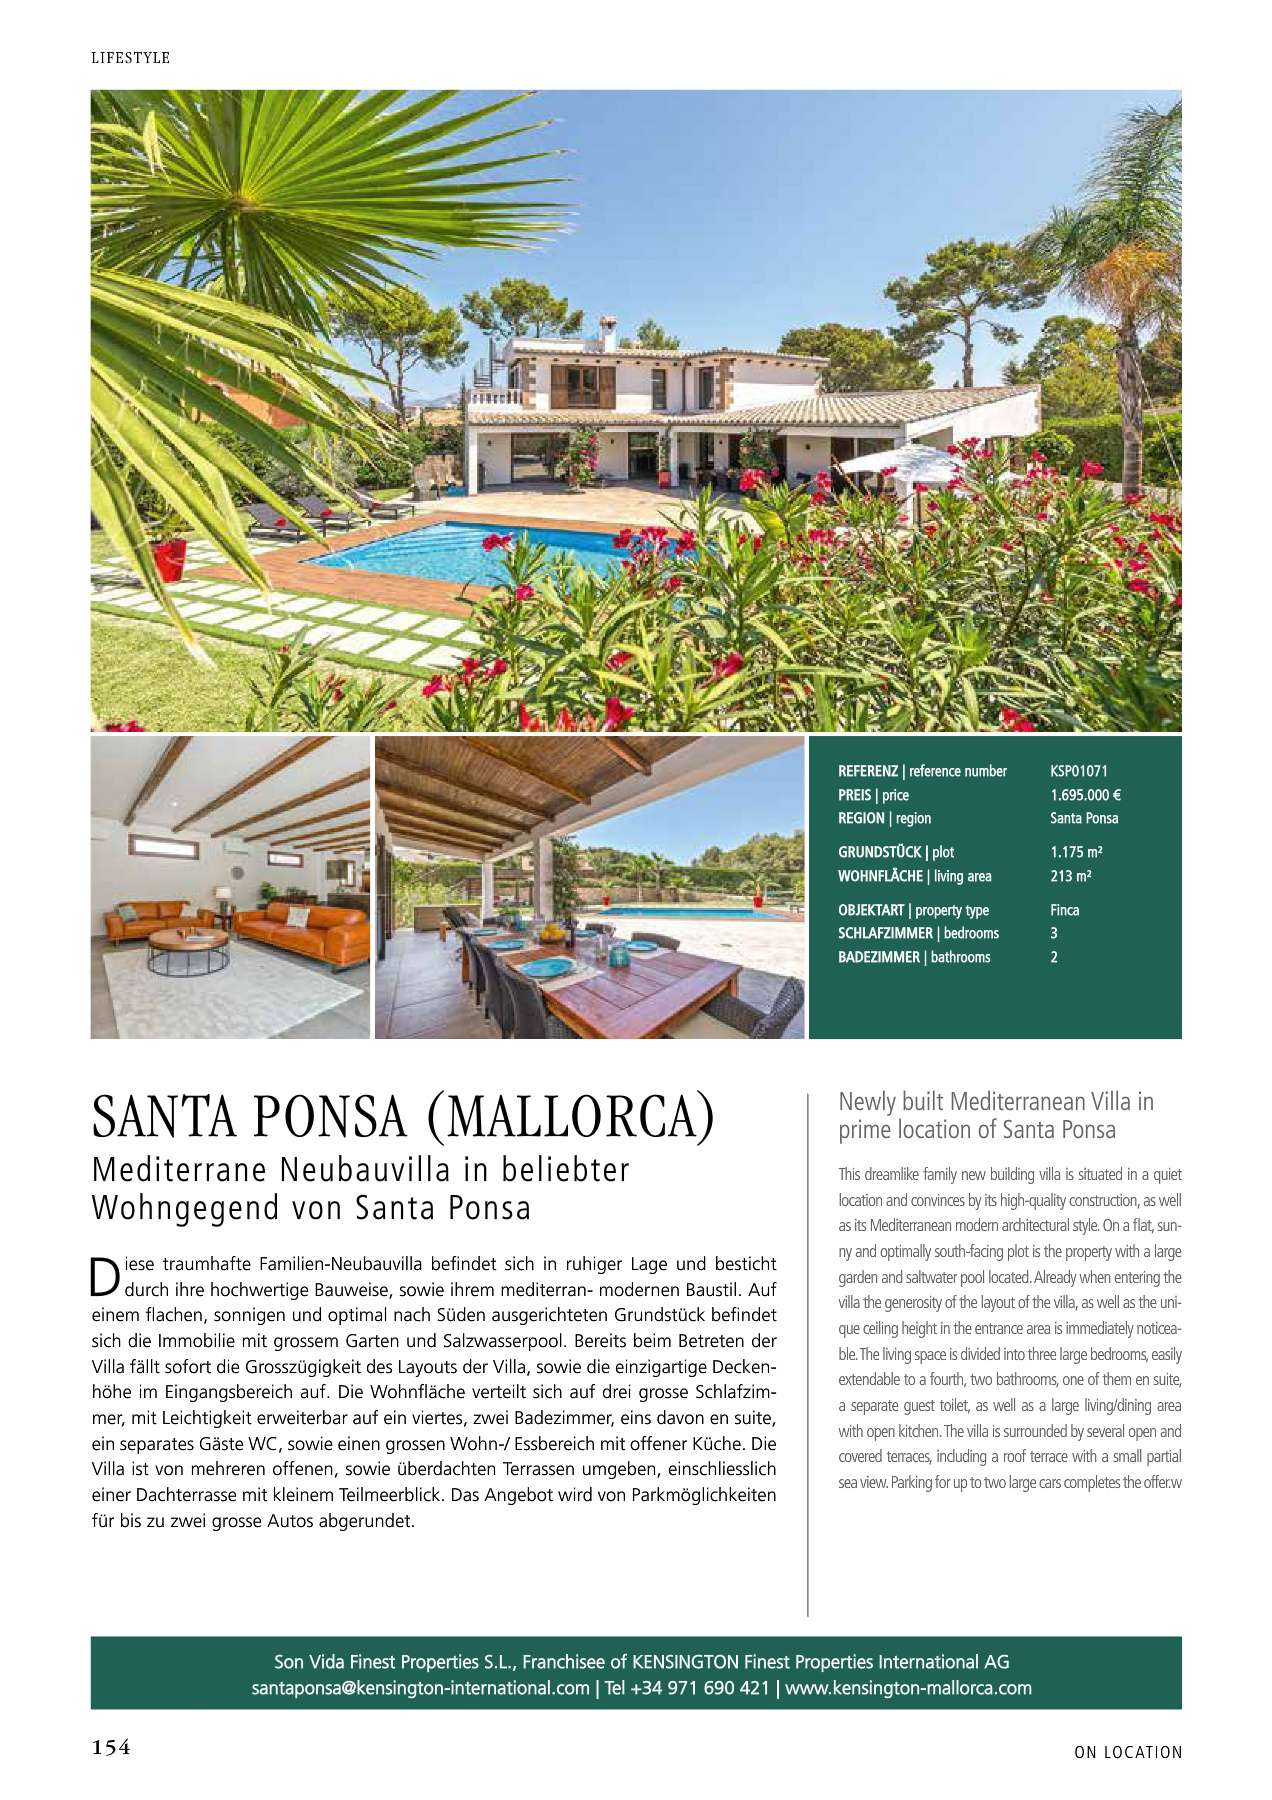 LIFESTYLE
REFERENZ | reference number KSP01071
PREIS | price 1.695.000 €
REGION | region Santa Ponsa
GRUNDSTÜCK | plot 1.175 m²
WOHNFLÄCHE | living area 213 m²
OBJEKTART | property type Finca
SCHLAFZIMMER | bedrooms 3
BADEZIMMER | bathrooms 2
SANTA PONSA (MALLORCA)
Mediterrane Neubauvilla in beliebter
Wohngegend von Santa Ponsa
Diese traumhafte Familien-Neubauvilla befindet sich in ruhiger Lage und besticht
durch ihre hochwertige Bauweise, sowie ihrem mediterran- modernen Baustil. Auf
einem flachen, sonnigen und optimal nach Süden ausgerichteten Grundstück befindet
sich die Immobilie mit grossem Garten und Salzwasserpool. Bereits beim Betreten der
Villa fällt sofort die Grosszügigkeit des Layouts der Villa, sowie die einzigartige Decken-
höhe im Eingangsbereich auf. Die Wohnfläche verteilt sich auf drei grosse Schlafzim-
mer, mit Leichtigkeit erweiterbar auf ein viertes, zwei Badezimmer, eins davon en suite,
ein separates Gäste WC, sowie einen grossen Wohn-/ Essbereich mit offener Küche. Die
Villa ist von mehreren offenen, sowie überdachten Terrassen umgeben, einschliesslich
einer Dachterrasse mit kleinem Teilmeerblick. Das Angebot wird von Parkmöglichkeiten
für bis zu zwei grosse Autos abgerundet.
Newly built Mediterranean Villa in
prime location of Santa Ponsa
This dreamlike family new building villa is situated in a quiet
location and convinces by its high-quality construction, as well
as its Mediterranean modern architectural style. On a flat, sun-
ny and optimally south-facing plot is the property with a large
garden and saltwater pool located. Already when entering the
villa the generosity of the layout of the villa, as well as the uni-
que ceiling height in the entrance area is immediately noticea-
ble. The living space is divided into three large bedrooms, easily
extendable to a fourth, two bathrooms, one of them en suite,
a separate guest toilet, as well as a large living/dining area
with open kitchen. The villa is surrounded by several open and
covered terraces, including a roof terrace with a small partial
sea view. Parking for up to two large cars completes the offer.w
Son Vida Finest Properties S.L., Franchisee of KENSINGTON Finest Properties International AG
santaponsa@kensington-international.com | Tel +34 971 690 421 | www.kensington-mallorca.com
154
ON LOCATION